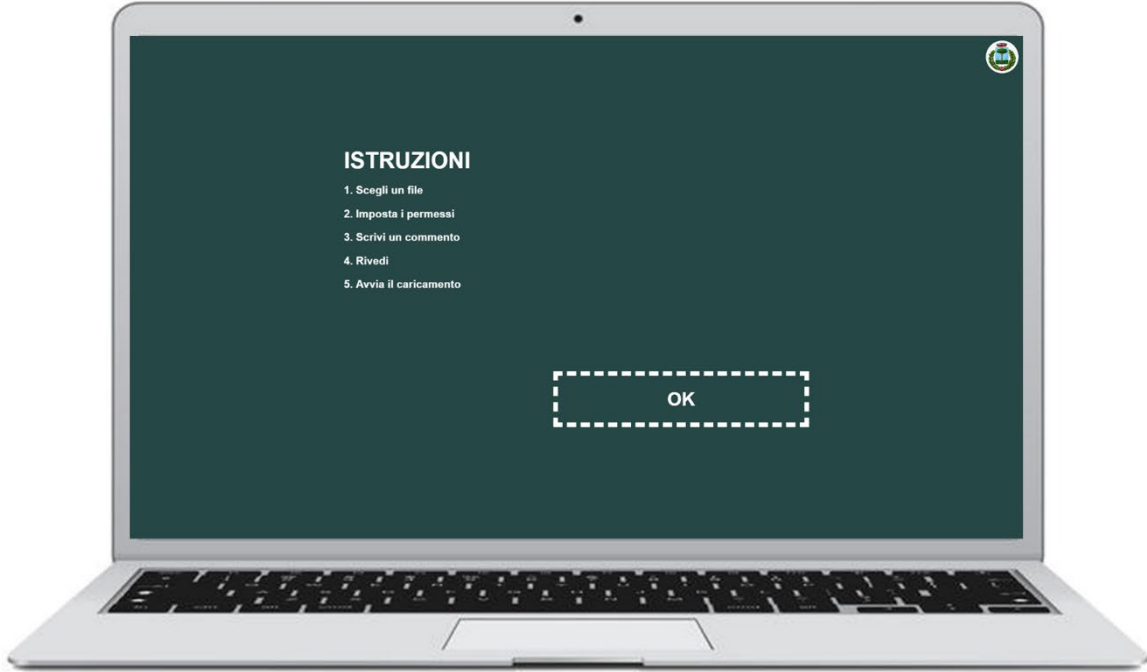 ISTRUZIONI
1. Scegli un file
2. Imposta i permessi
3. Scrivi un commento
4. Rivedi
5. Avvia il caricamento
OK